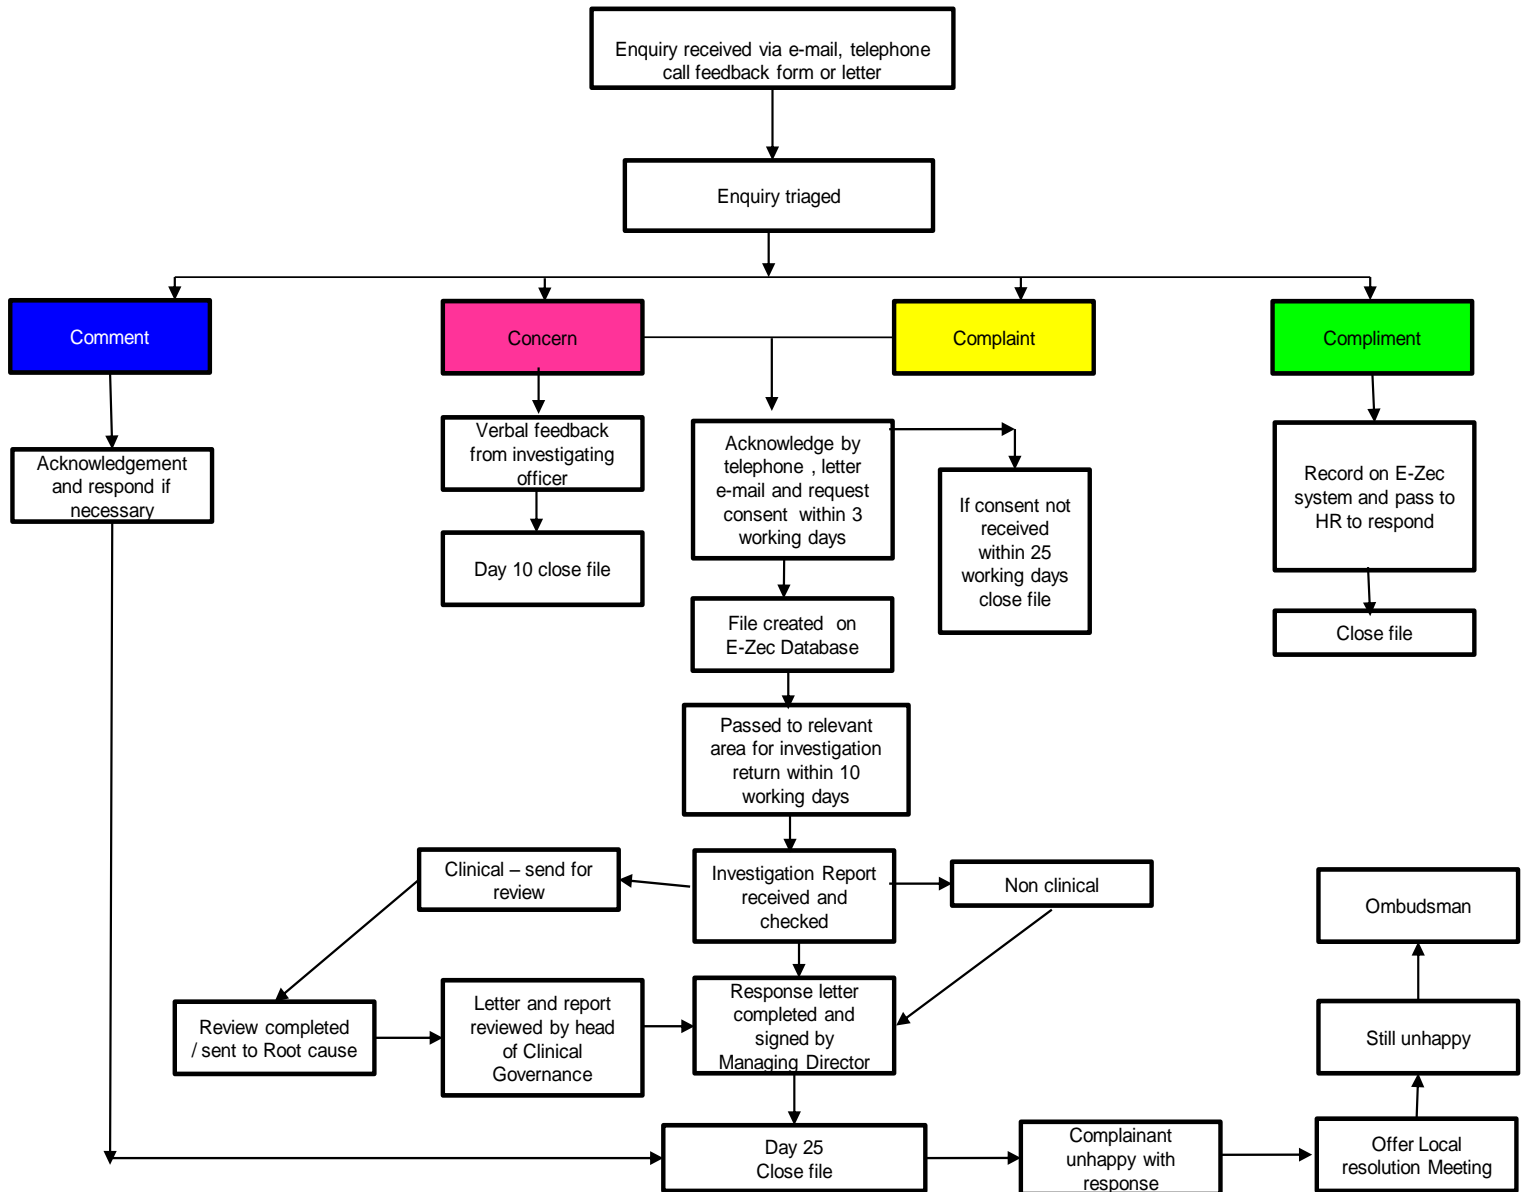 Enquiry received via e-mail, telephone
call feedback form or letter
Enquiry triaged
Comment
Concern
Complaint
Compliment
Acknowledgement
and respond if
necessary
Verbal feedback
from investigating
officer
Day 10 close file
Acknowledge by
telephone , letter
e-mail and request
consent within 3
working days
If consent not
received
within 25
working days
close file
Record on E-Zec
system and pass to
HR to respond
Close file
File created on
E-Zec Database
Passed to relevant
area for investigation
return within 10
working days
Clinical – send for
review
Investigation Report
received and
checked
Non clinical
Ombudsman
Review completed
/ sent to Root cause
Letter and report
reviewed by head
of Clinical
Governance
Response letter
completed and
signed by
Managing Director
Still unhappy
Day 25
Close file
Complainant
unhappy with
response
Offer Local
resolution Meeting